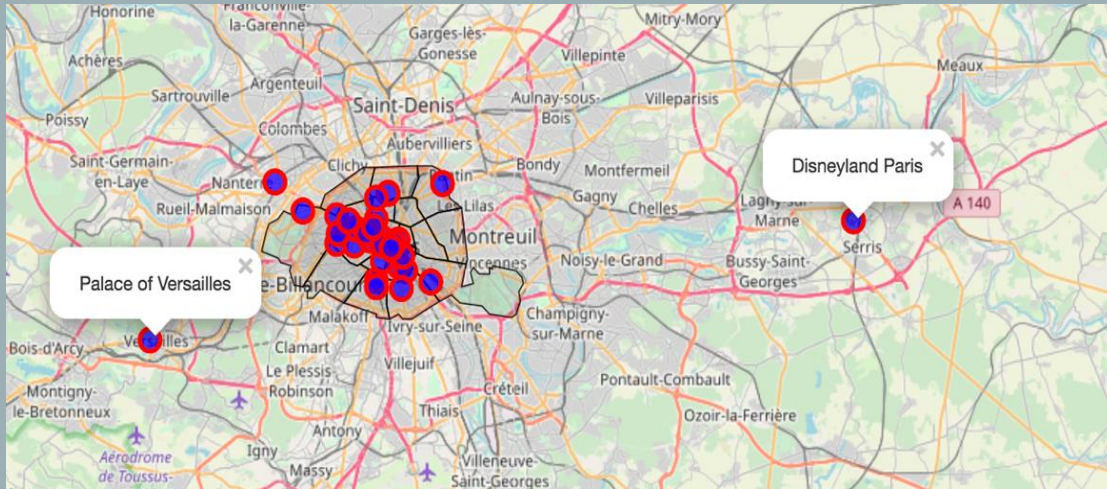 Honorine
Franconville-
la-Garenne
Garges-lès-
Gonesse
Mitry-Mory
Villepinte
Achères
Argenteuil
Meaux
Sartrouville
Saint-Denis
Aulnay-sous-
Bois
Villeparisis
Poissy
Colombes
Aubervilliers
Saint-Germain-
en-Laye
Clichy
Bondy
Montfermeil
×
Disneyland Paris
Nanterre
Pantin
Gagny
Chelles
Lagny-sur-
Marne
A 140
Rueil-Malmaison
Les Lilas
Montreuil
Serris
×
Palace of Versailles
Vincennes
Noisy-le-Grand
Bussy-Saint-
Georges
e-Billancourt
Malakoff
Ivry-sur-Seine
Champigny-
sur-Marne
Bois-d'Arcy
Versailles
Clamart
Villejuif
Le Plessis
Robinson
Créteil
Pontault-Combault
Montigny-
le-Bretonneux
Thiais
Ozoir-la-Ferrière
Antony
Igny
Aérodrome
de Toussus-
Massy
Villeneuve-
Saint-Georges